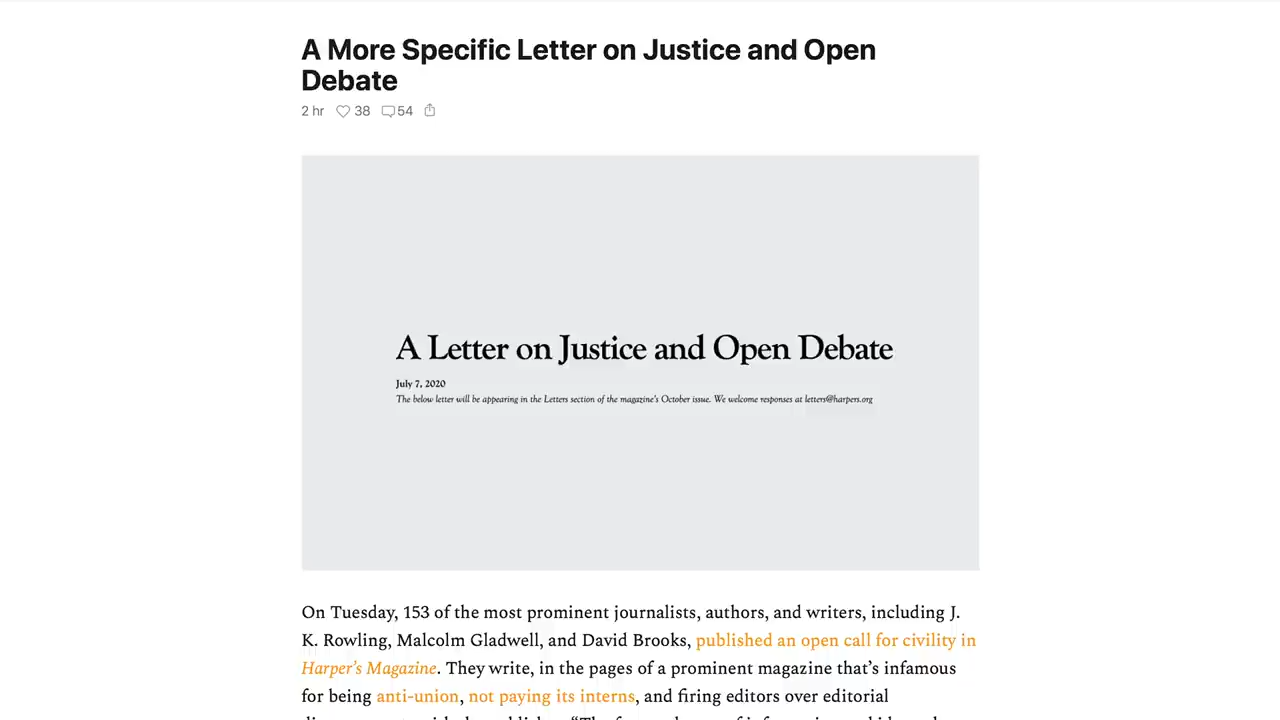 A More Specific Letter on Justice and Open
Debate
2 hr 38 54
A Letter on Justice and Open Debate
July 7, 2020
The below letter will be appearing in the Letters section of the magazine's October issue. We welcome responses at letters@harpers.org
On Tuesday, 153 of the most prominent journalists, authors, and writers, including J.
K. Rowling, Malcolm Gladwell, and David Brooks, published an open call for civility in
Harper's Magazine. They write, in the pages of a prominent magazine that's infamous
for being anti-union, not paying its interns, and firing editors over editorial